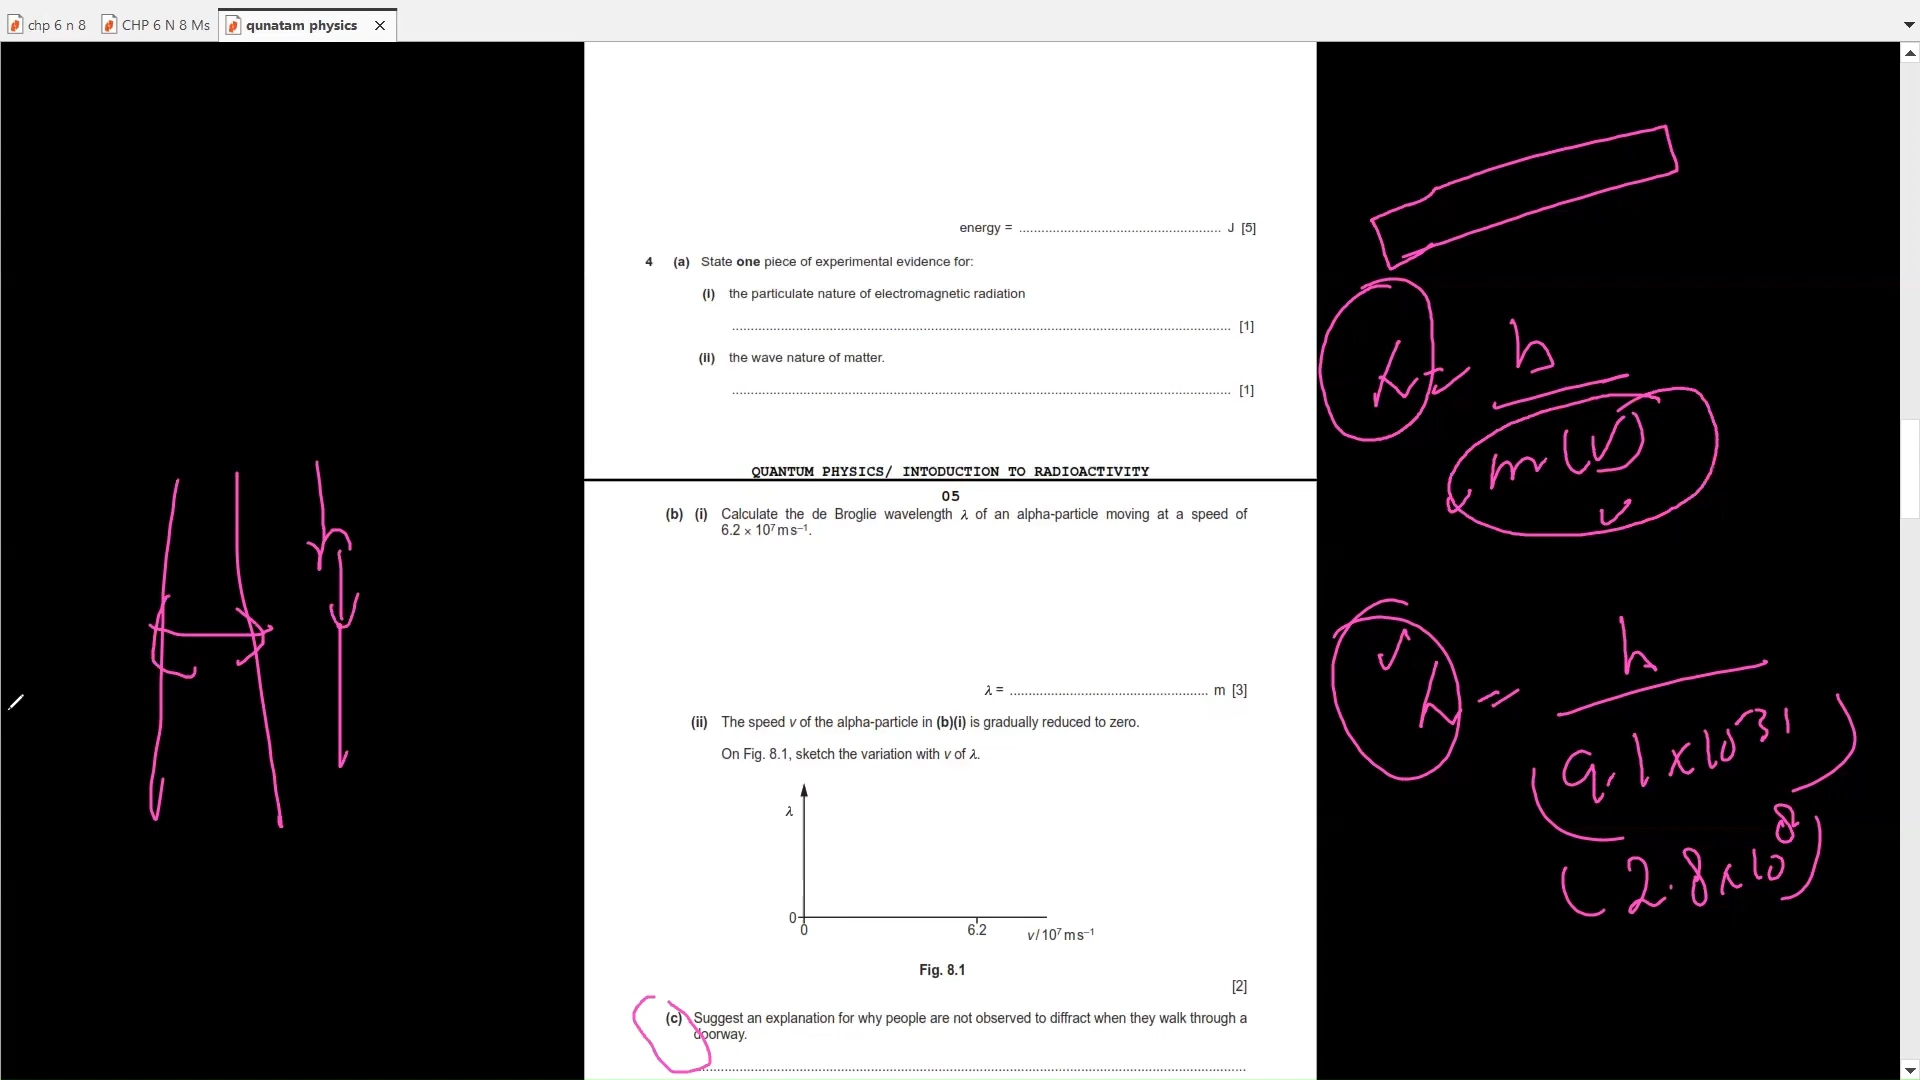 chp 6 n 8 CHP 6 N 8 Ms qunatam physics
energy = .................................................... J [5]
4 (a) State one piece of experimental evidence for:
(i) the particulate nature of electromagnetic radiation
.................................................................................................................................... [1]
(ii) the wave nature of matter.
.................................................................................................................................... [1]
QUANTUM PHYSICS/ INTODUCTION TO RADIOACTIVITY
05
(b) (i) Calculate the de Broglie wavelength λ of an alpha-particle moving at a speed of
6.2 × 10⁷ m s⁻¹.
λ = .................................................... m [3]
(ii) The speed v of the alpha-particle in (b)(i) is gradually reduced to zero.
On Fig. 8.1, sketch the variation with v of λ.
λ
0
0 6.2 v / 10⁷ m s⁻¹
Fig. 8.1
[2]
(c) Suggest an explanation for why people are not observed to diffract when they walk through a
doorway.
....................................................................................................................................
λ = h
m(v)
λ = h
9.1 × 10⁻³¹
(2.8 × 10⁸)